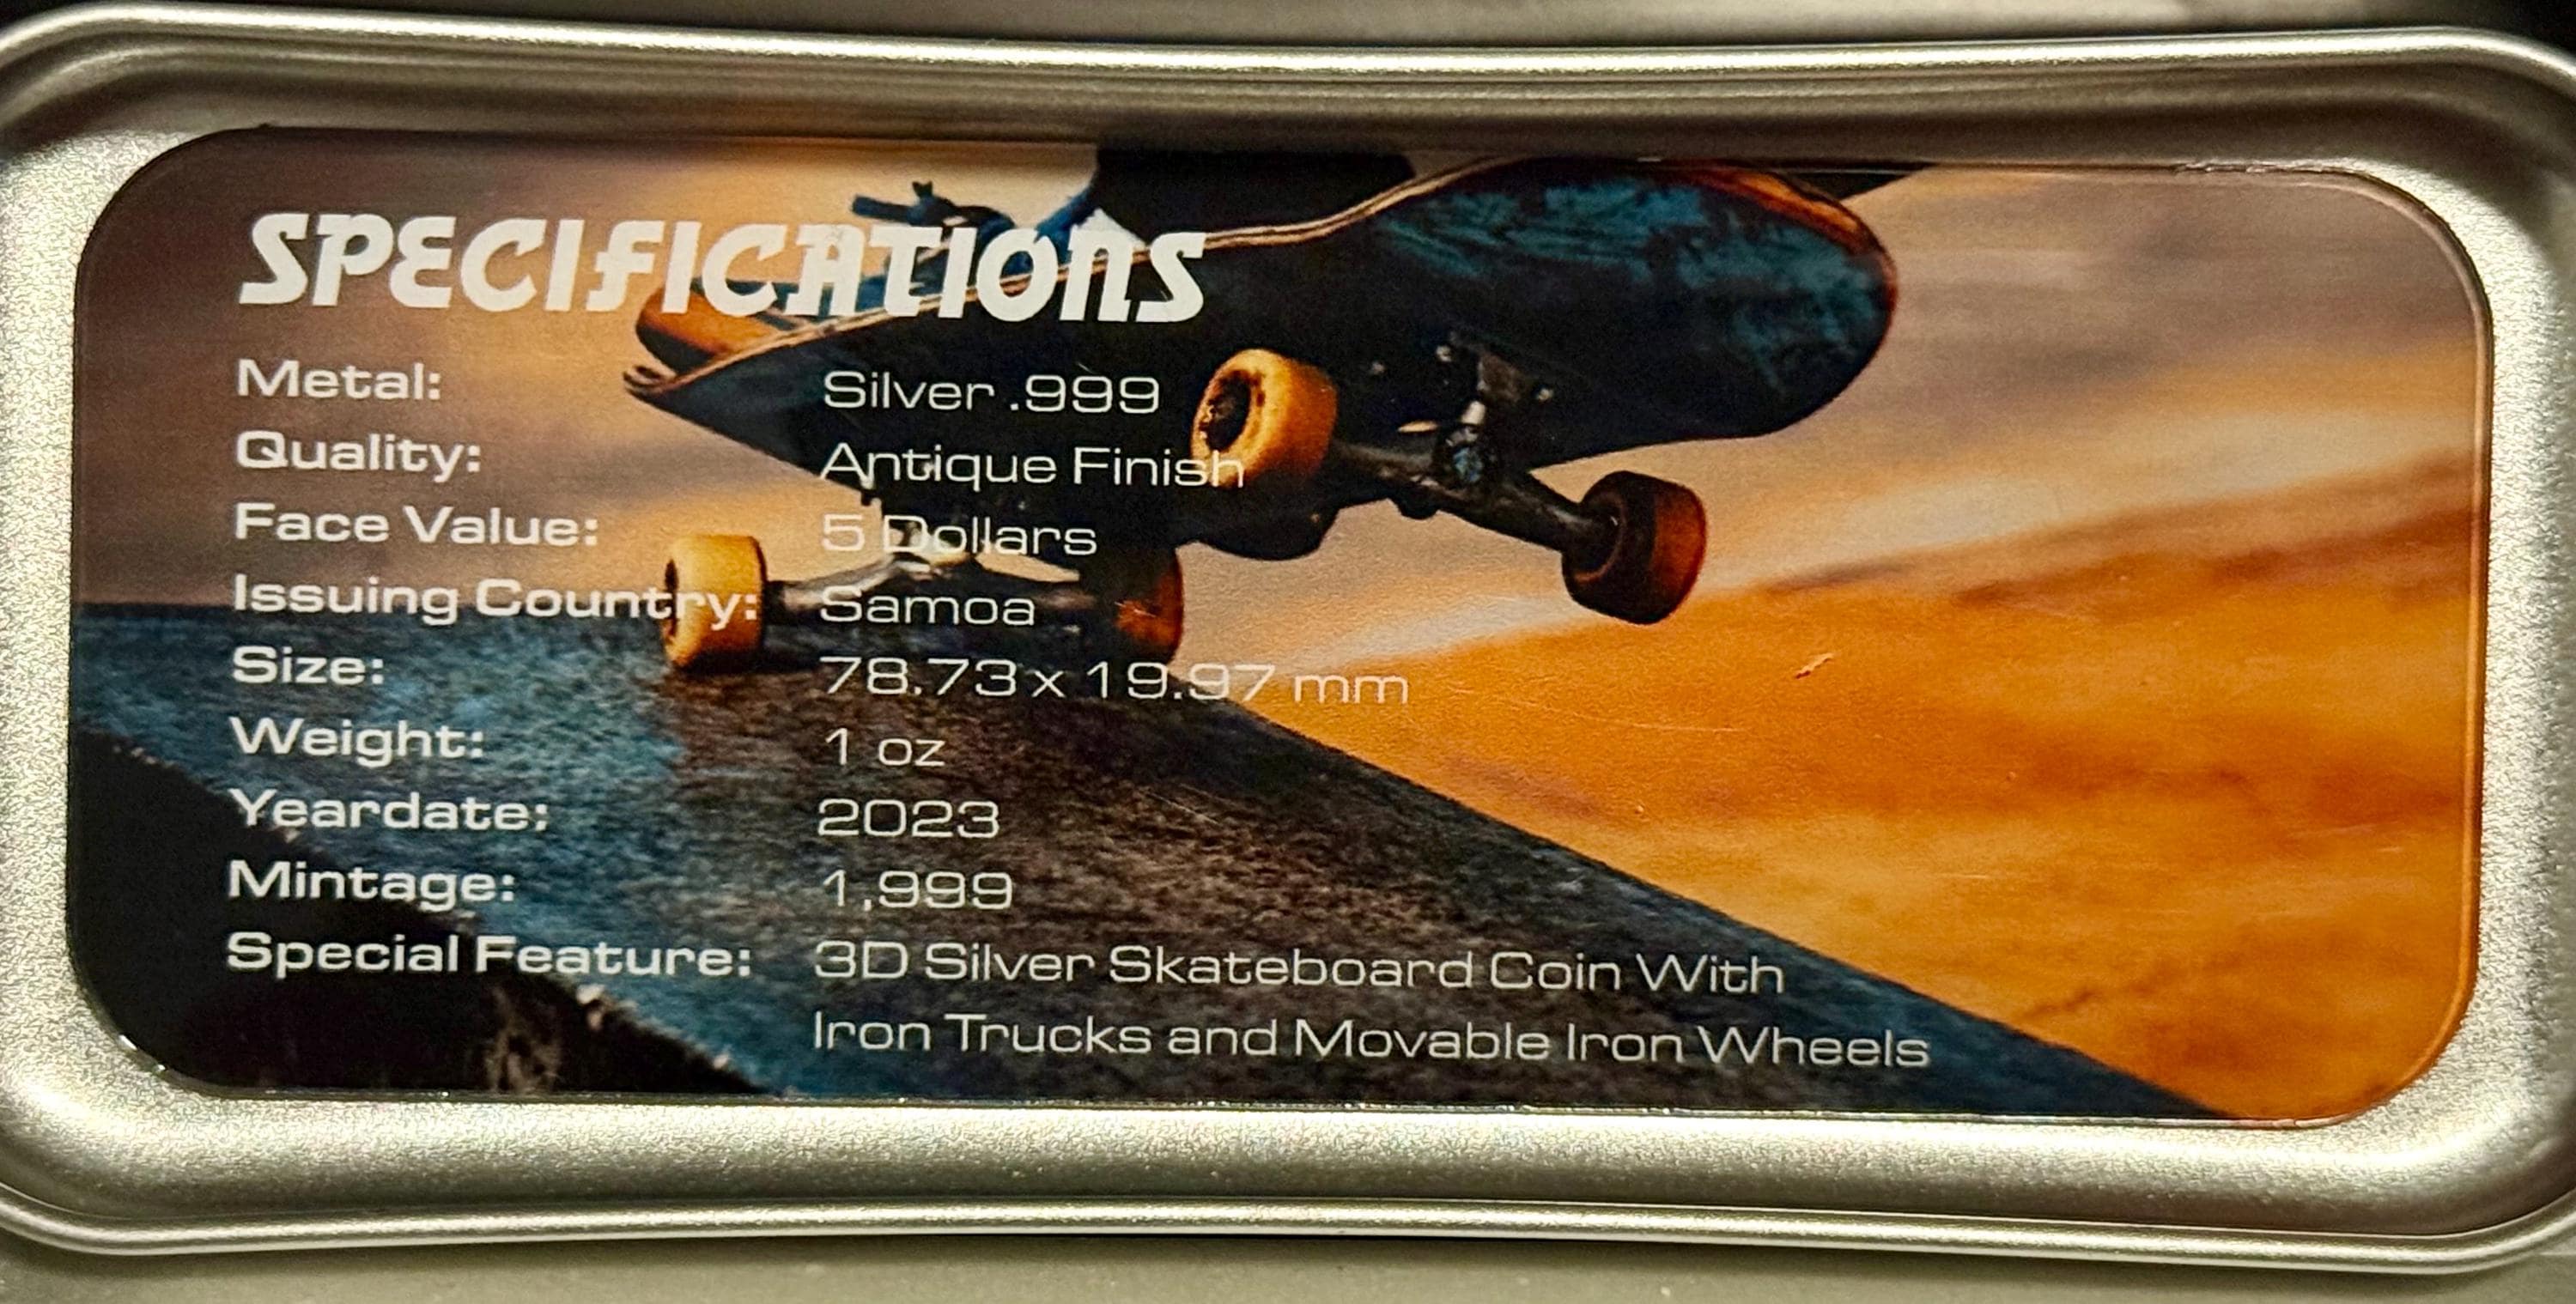 SPECIFICATIONS
Metal: Silver .999
Quality: Antique Finish
Face Value: 5 Dollars
Issuing Country: Samoa
Size: 78.73 x 19.97 mm
Weight: 1 oz
Yeardate: 2023
Mintage: 1,999
Special Feature: 3D Silver Skateboard Coin With
Iron Trucks and Movable Iron Wheels